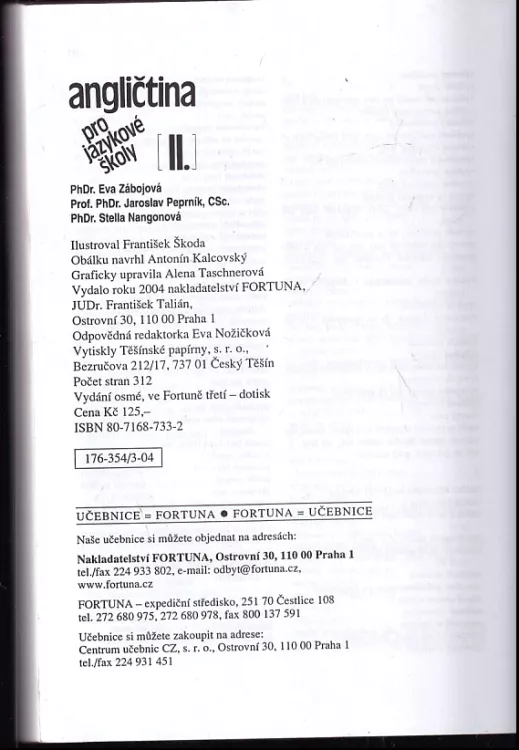 angličtina
pro
jazykové
školy
[II.]
PhDr. Eva Zábojová
Prof. PhDr. Jaroslav Peprník, CSc.
PhDr. Stella Nangonová
Ilustroval František Škoda
Obálku navrhl Antonín Kalcovský
Graficky upravila Alena Taschnerová
Vydalo roku 2004 nakladatelství FORTUNA,
JUDr. František Talián,
Ostrovní 30, 110 00 Praha 1
Odpovědná redaktorka Eva Nožičková
Vytiskly Těšínské papírny, s. r. o.,
Bezručova 212/17, 737 01 Český Těšín
Počet stran 312
Vydání osmé, ve Fortuně třetí – dotisk
Cena Kč 125,–
ISBN 80-7168-733-2
176-354/3-04
UČEBNICE = FORTUNA ● FORTUNA = UČEBNICE
Naše učebnice si můžete objednat na adresách:
Nakladatelství FORTUNA, Ostrovní 30, 110 00 Praha 1
tel./fax 224 933 802, e-mail: odbyt@fortuna.cz,
www.fortuna.cz
FORTUNA – expediční středisko, 251 70 Čestlice 108
tel. 272 680 975, 272 680 978, fax 800 137 591
Učebnice si můžete zakoupit na adrese:
Centrum učebnic CZ, s. r. o., Ostrovní 30, 110 00 Praha 1
tel./fax 224 931 451